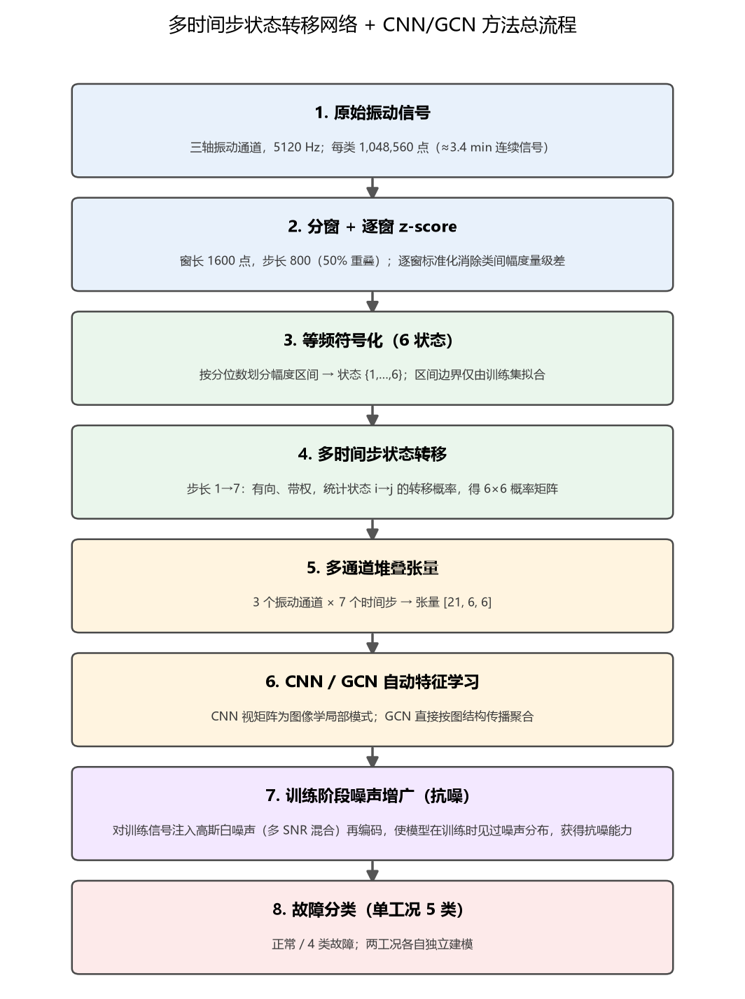 多时间步状态转移网络 + CNN/GCN 方法总流程
1. 原始振动信号
三轴振动通道，5120 Hz；每类 1,048,560 点（≈3.4 min 连续信号）
2. 分窗 + 逐窗 z-score
窗长 1600 点，步长 800（50% 重叠）；逐窗标准化消除类间幅度量级差
3. 等频符号化（6 状态）
按分位数划分幅度区间 → 状态 {1,…,6}；区间边界仅由训练集拟合
4. 多时间步状态转移
步长 1→7：有向、带权，统计状态 i→j 的转移概率，得 6×6 概率矩阵
5. 多通道堆叠张量
3 个振动通道 × 7 个时间步 → 张量 [21, 6, 6]
6. CNN / GCN 自动特征学习
CNN 视矩阵为图像学局部模式；GCN 直接按图结构传播聚合
7. 训练阶段噪声增广（抗噪）
对训练信号注入高斯白噪声（多 SNR 混合）再编码，使模型在训练时见过噪声分布，获得抗噪能力
8. 故障分类（单工况 5 类）
正常 / 4 类故障；两工况各自独立建模